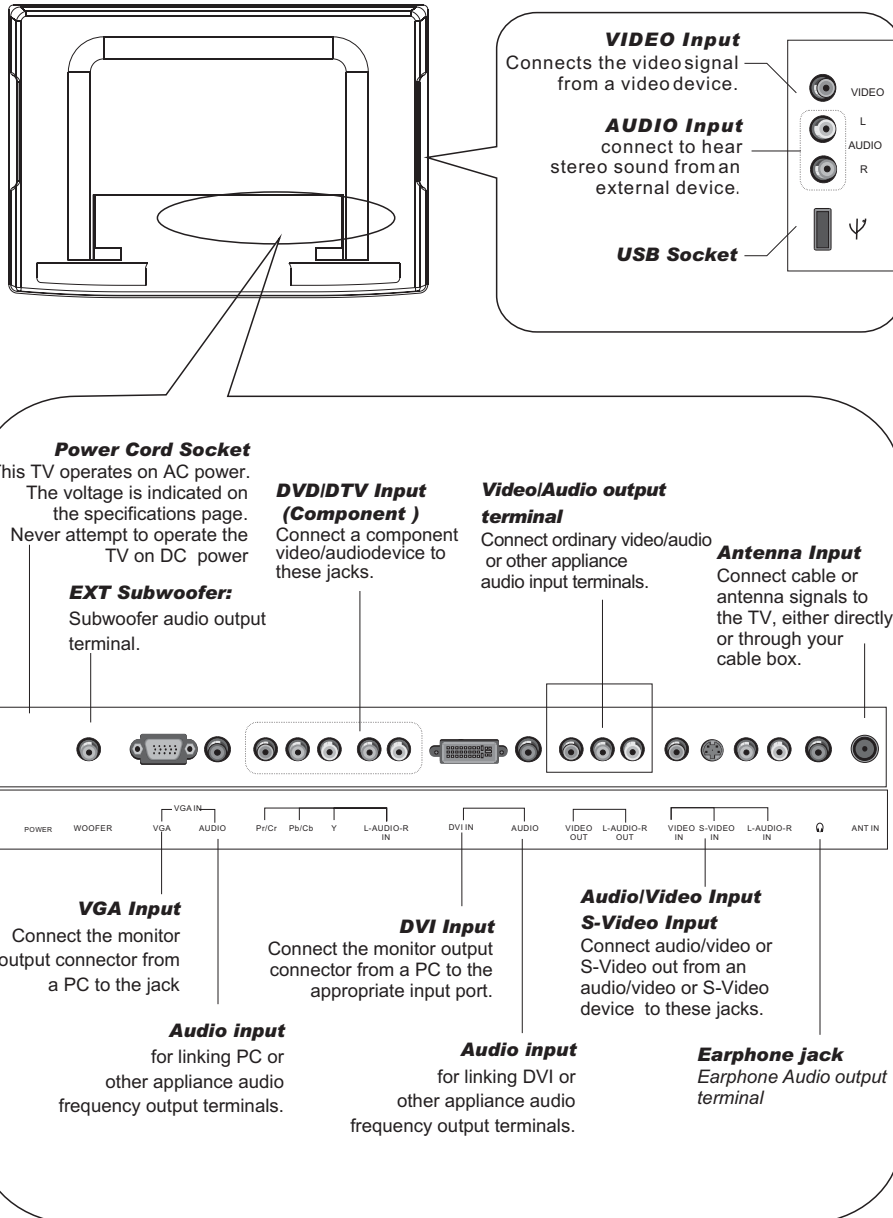 VIDEO Input
Connects the video signal
from a video device.
VIDEO
AUDIO Input
connect to hear
stereo sound from an
external device.
L
AUDIO
R
USB Socket
Power Cord Socket
This TV operates on AC power.
The voltage is indicated on
the specifications page.
Never attempt to operate the
TV on DC power
EXT Subwoofer:
Subwoofer audio output
terminal.
DVD/DTV Input
(Component )
Connect a component
video/audiodevice to
these jacks.
Video/Audio output
terminal
Connect ordinary video/audio
or other appliance
audio input terminals.
Antenna Input
Connect cable or
antenna signals to
the TV, either directly
or through your
cable box.
VGA IN
POWER WOOFER VGA AUDIO Pr/Cr Pb/Cb Y L-AUDIO-R IN DVI IN AUDIO VIDEO OUT L-AUDIO-R OUT VIDEO IN S-VIDEO IN L-AUDIO-R IN ANT IN
VGA Input
Connect the monitor
output connector from
a PC to the jack
Audio input
for linking PC or
other appliance audio
frequency output terminals.
DVI Input
Connect the monitor output
connector from a PC to the
appropriate input port.
Audio input
for linking DVI or
other appliance audio
frequency output terminals.
Audio/Video Input
S-Video Input
Connect audio/video or
S-Video out from an
audio/video or S-Video
device to these jacks.
Earphone jack
Earphone Audio output
terminal